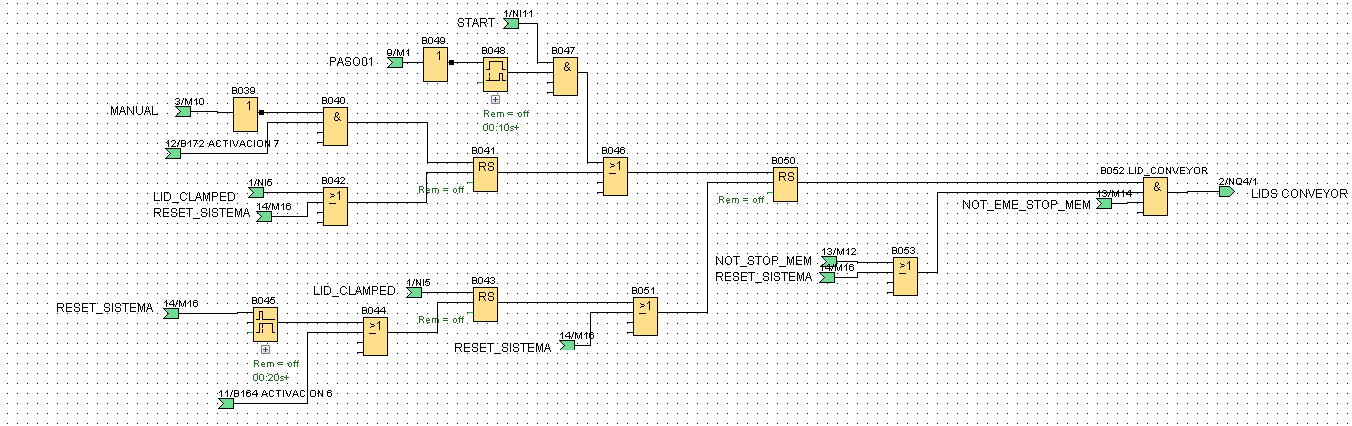 1/NI11
START
B049
B048
B047
9/M1
PASO01
1
&
B039
3/M10
MANUAL
1
B040
&
Rem = off
00:10s+
12/B172 ACTIVACION 7
B041
RS
B046
≥1
B050
RS
B052 LID_CONVEYOR
&
1/NI5
B042
≥1
LID_CLAMPED
Rem = off
14/M16
RESET_SISTEMA
Rem = off
13/M14
NOT_EME_STOP_MEM
2/NQ4/1
LIDS CONVEYOR
13/M12
B053
NOT_STOP_MEM
≥1
14/M16
RESET_SISTEMA
1/NI5
B043
LID_CLAMPED
RS
B051
≥1
14/M16
RESET_SISTEMA
B045
B044
≥1
Rem = off
14/M16
RESET_SISTEMA
Rem = off
00:20s+
11/B164 ACTIVACION 6